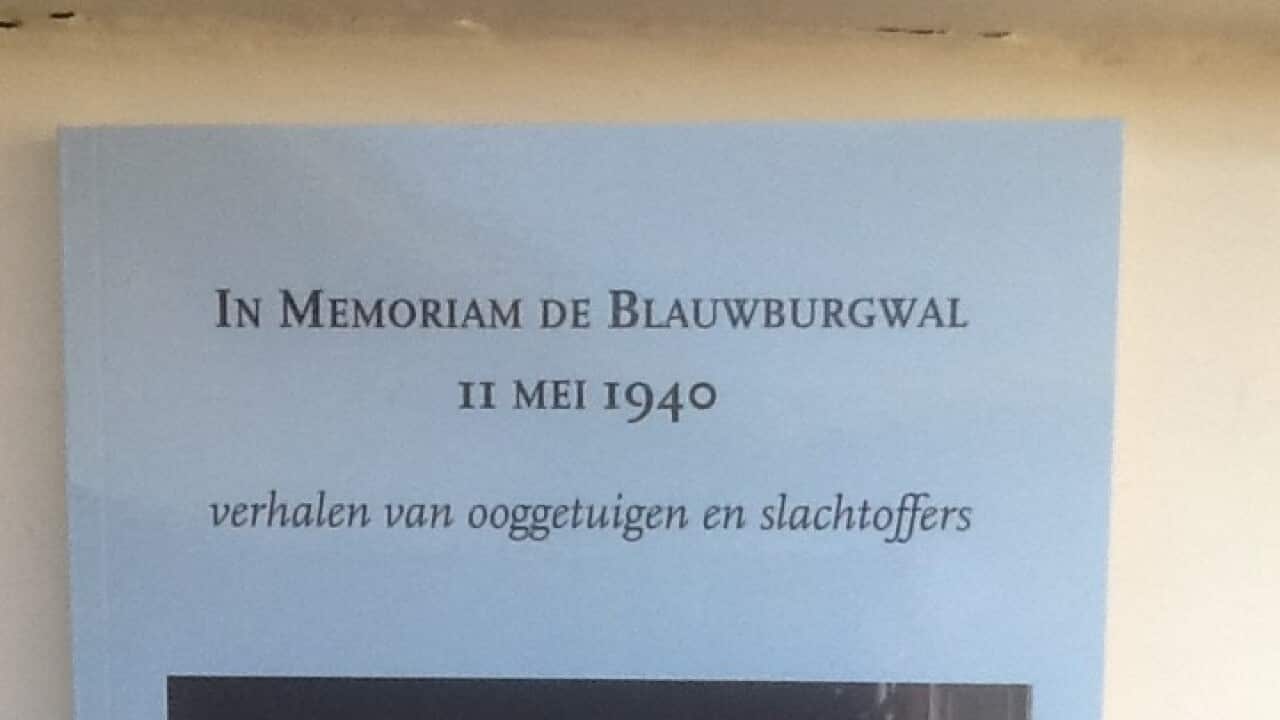 In Memoriam de Blauwburgwal
11 mei 1940
verhalen van ooggetuigen en slachtoffers